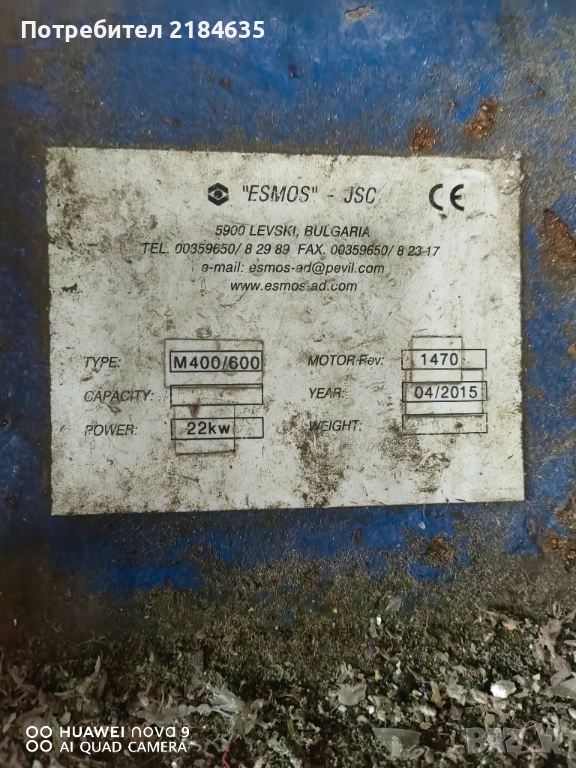 Потребител 2184635
"ESMOS" - JSC
CE
5900 LEVSKI, BULGARIA
TEL. 00359650/ 8 29 89 FAX. 00359650/ 8 23 17
e-mail: esmos-ad@pevil.com
www.esmos-ad.com
TYPE: M400/600 MOTOR Fev: 1470
CAPACITY: YEAR: 04/2015
POWER: 22kw WEIGHT:
HUAWEI nova 9
AI QUAD CAMERA
BAZAR